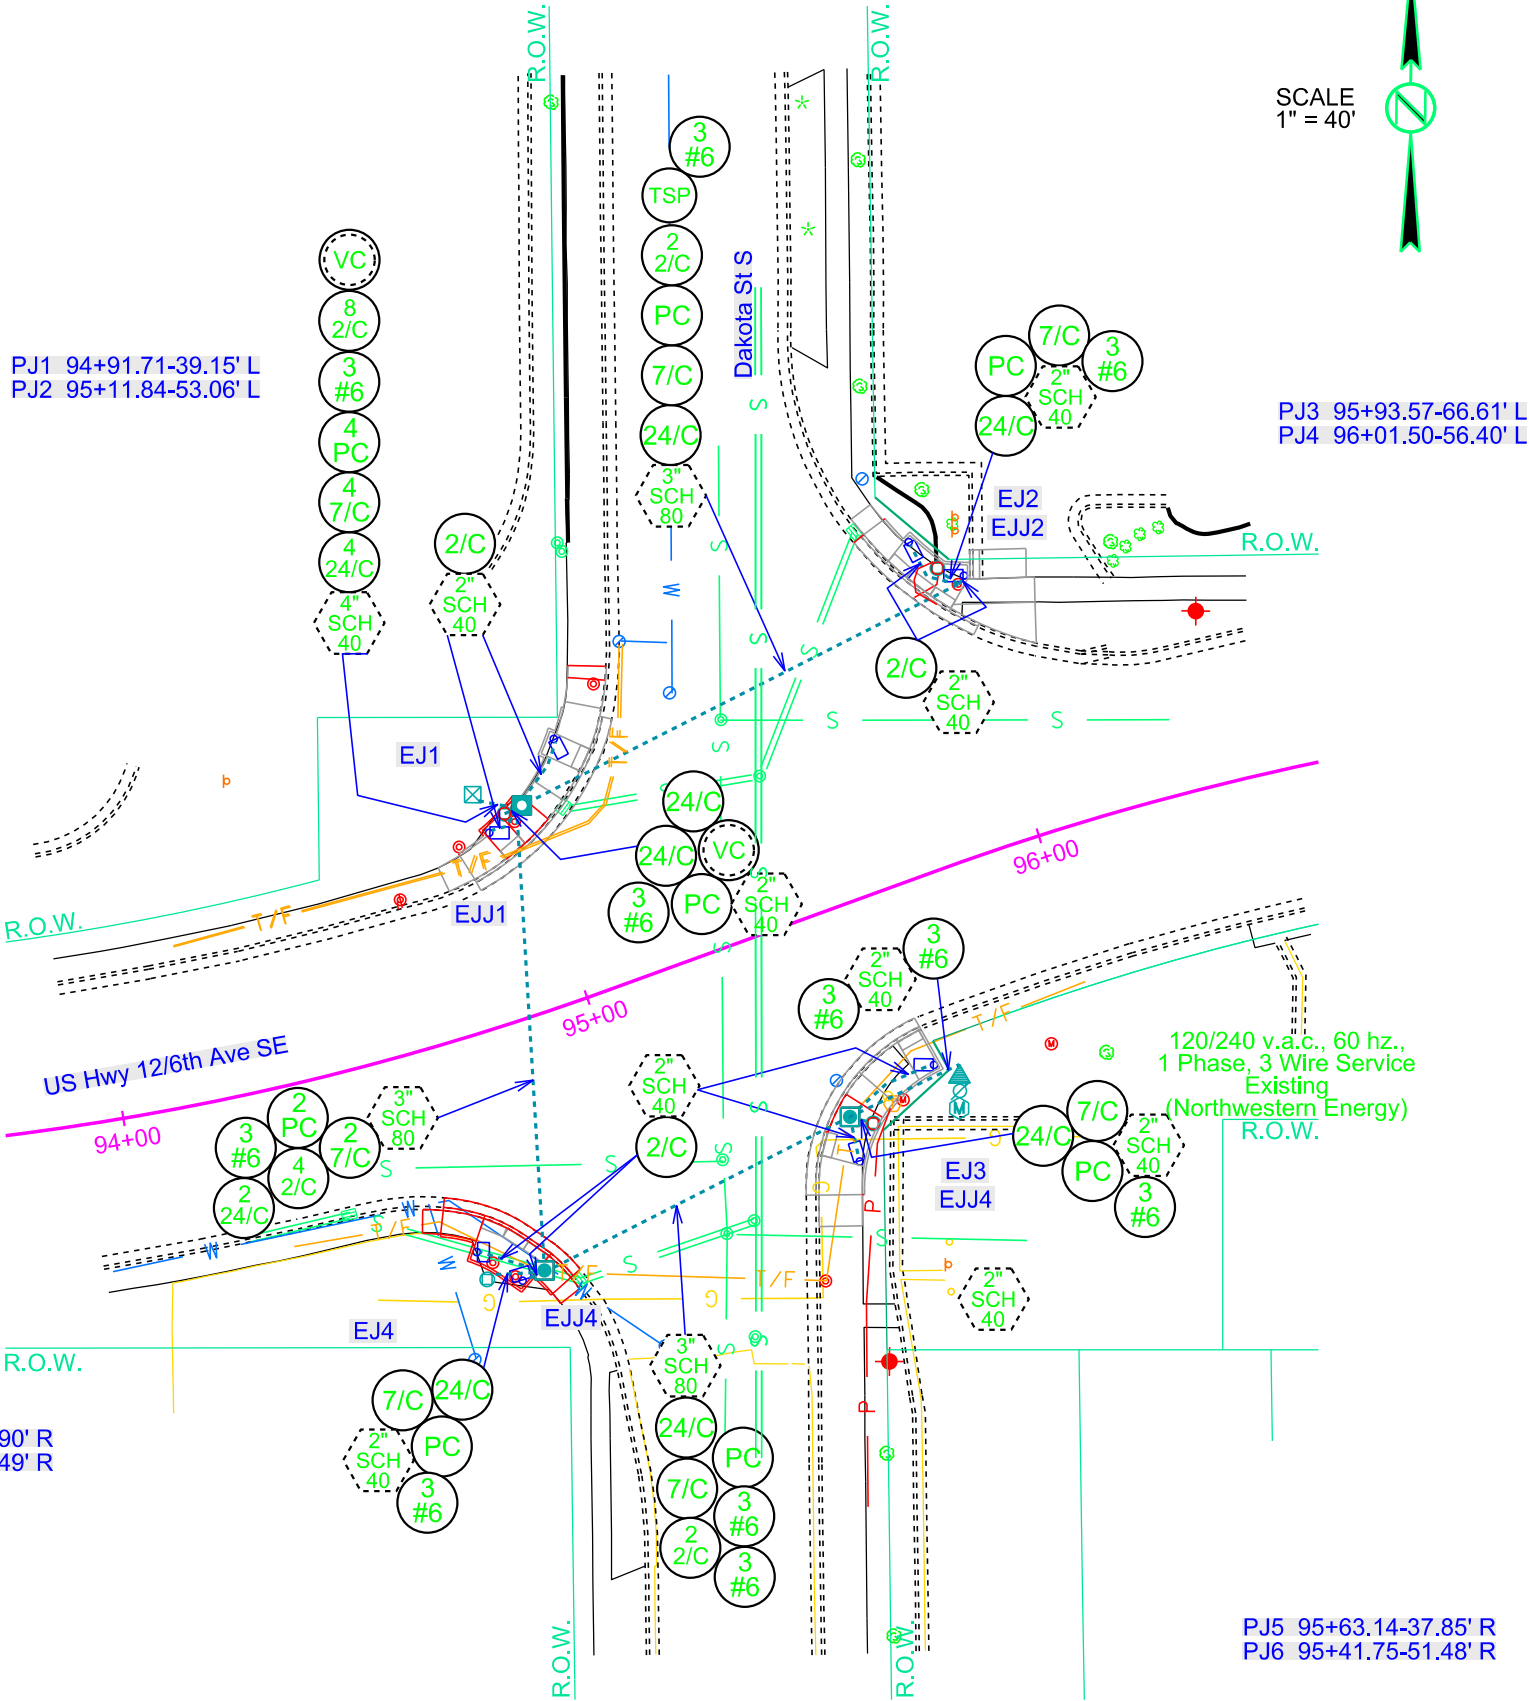 R.O.W.
R.O.W.
SCALE
1" = 40'
N
3
#6
TSP
2
2/C
PC
7/C
24/C
3"
SCH
80
Dakota St S
VC
8
2/C
3
#6
4
PC
4
7/C
4
24/C
4"
SCH
40
2/C
2"
SCH
40
PJ1 94+91.71-39.15' L
PJ2 95+11.84-53.06' L
7/C
PC
3
#6
2"
SCH
40
24/C
PJ3 95+93.57-66.61' L
PJ4 96+01.50-56.40' L
EJ2
EJJ2
R.O.W.
S
S
W
S
S
S
2/C
2"
SCH
40
S
S
S
T/F
EJ1
24/C
24/C
VC
3
#6
PC
2"
SCH
40
T/F
T/F
EJJ1
R.O.W.
S
S
96+00
95+00
94+00
US Hwy 12/6th Ave SE
3
#6
2"
SCH
40
3
#6
T/F
M
M
M
120/240 v.a.c., 60 hz.,
1 Phase, 3 Wire Service
Existing
(Northwestern Energy)
R.O.W.
2"
SCH
40
2/C
S
S
2
PC
3"
SCH
80
3
#6
2
7/C
4
2/C
2
24/C
S
S
S
7/C
24/C
2"
SCH
40
PC
3
#6
G
EJ3
EJJ4
G
P
W
W
S
T/F
W
T/F
W
S
T/F
S
G
G
2"
SCH
40
EJ4
EJJ4
R.O.W.
3"
SCH
80
S
S
P
7/C
24/C
2"
SCH
40
PC
3
#6
24/C
PC
7/C
3
#6
2
2/C
3
#6
90' R
49' R
R.O.W.
R.O.W.
PJ5 95+63.14-37.85' R
PJ6 95+41.75-51.48' R